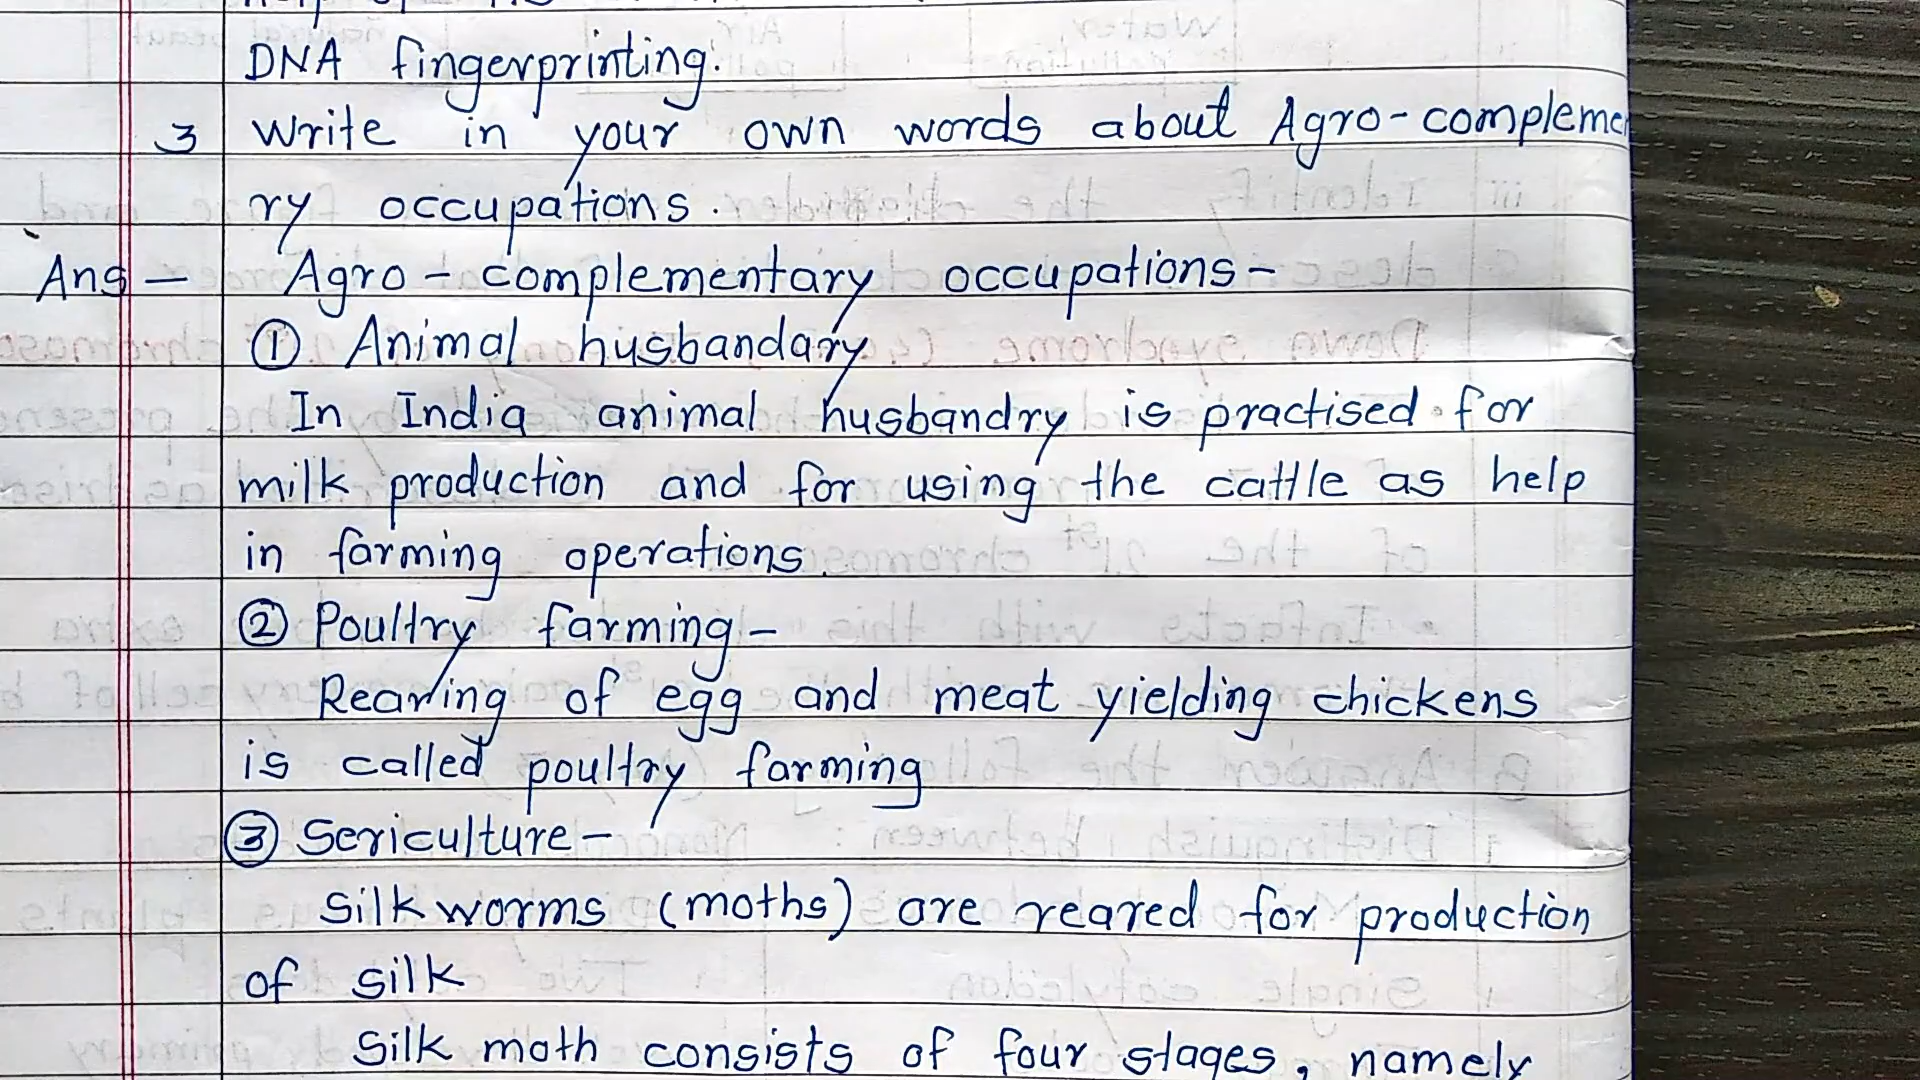 DNA fingerprinting.
3 Write in your own words about Agro-compleme
ry occupations.
Ans - Agro - complementary occupations -
① Animal husbandary
In India animal husbandry is practised for
milk production and for using the cattle as help
in farming operations.
② Poultry farming -
Rearing of egg and meat yielding chickens
is called poultry farming
③ Sericulture -
Silk worms (moths) are reared for production
of silk
Silk moth consists of four stages, namely